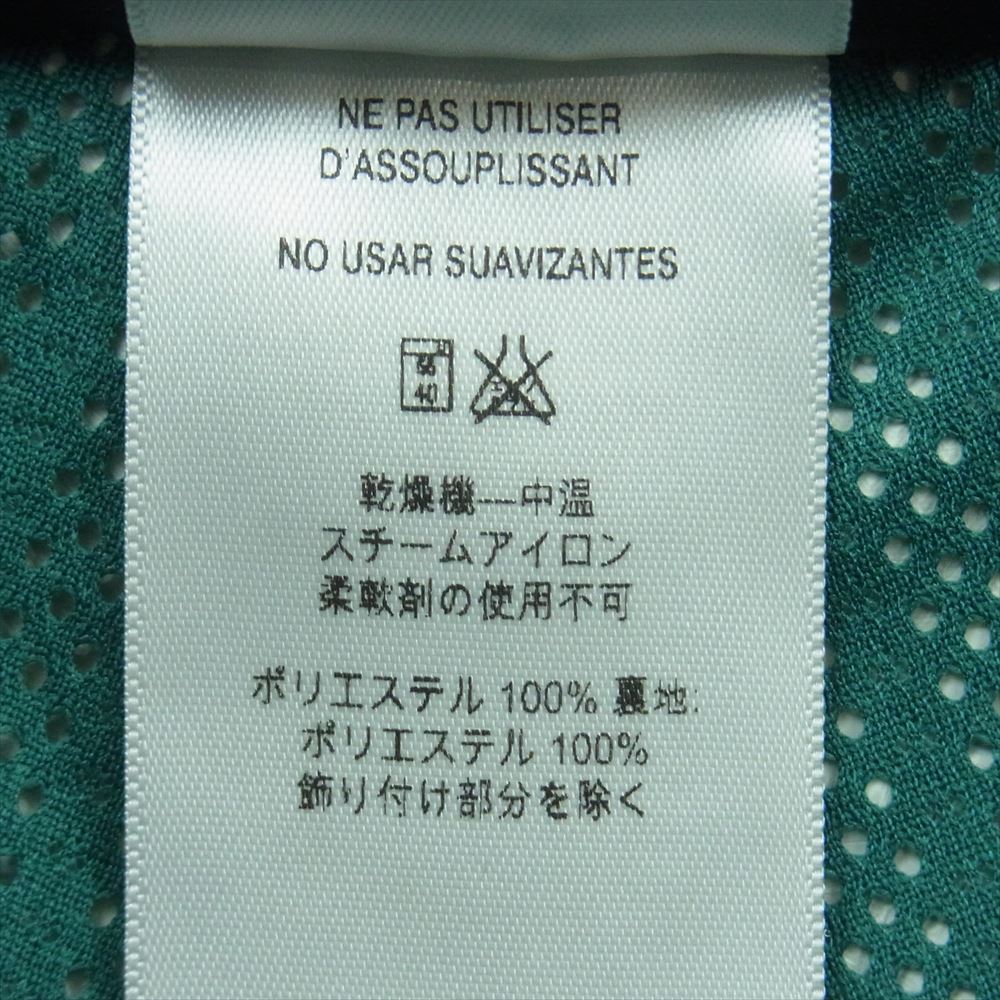 NE PAS UTILISER
D'ASSOUPLISSANT
NO USAR SUAVIZANTES
40
乾燥機—中温
スチームアイロン
柔軟剤の使用不可
ポリエステル 100% 裏地:
ポリエステル 100%
飾り付け部分を除く